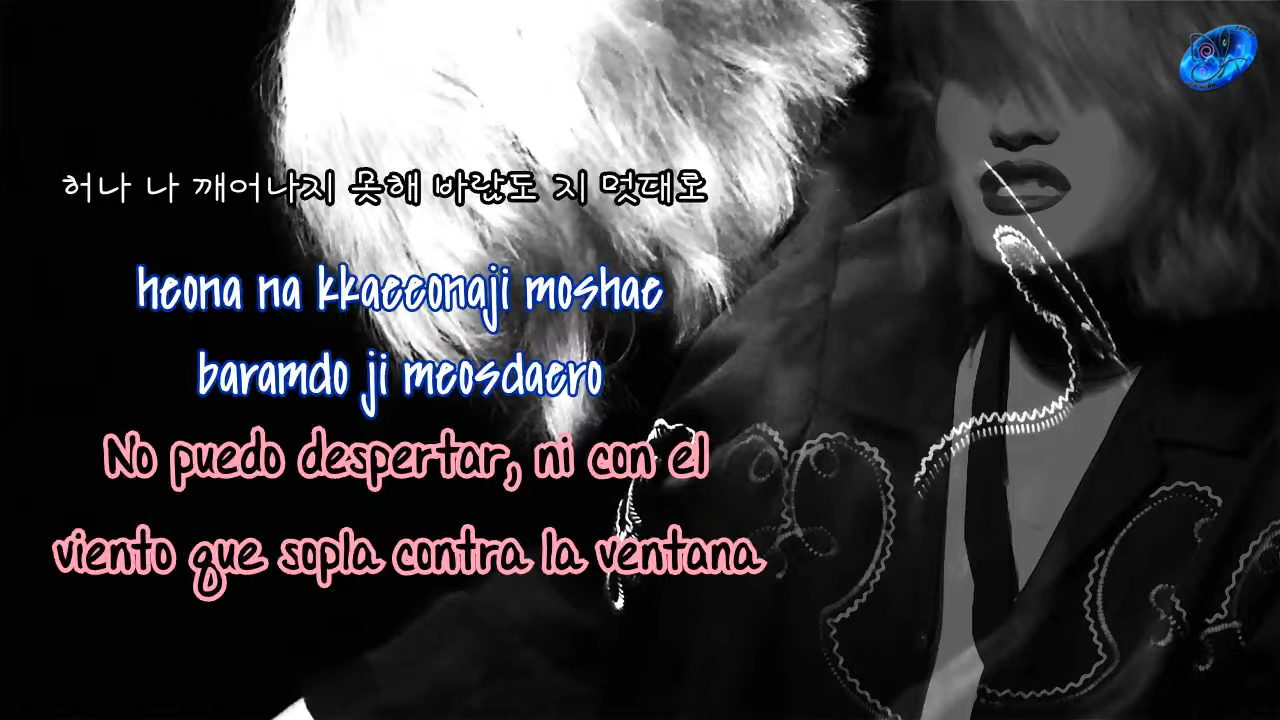 허나 나 깨어나지 못해 바람도 지 멋대로
heona na kkaeeonaji moshae
baramdo ji meosdaero
No puedo despertar, ni con el
viento que sopla contra la ventana